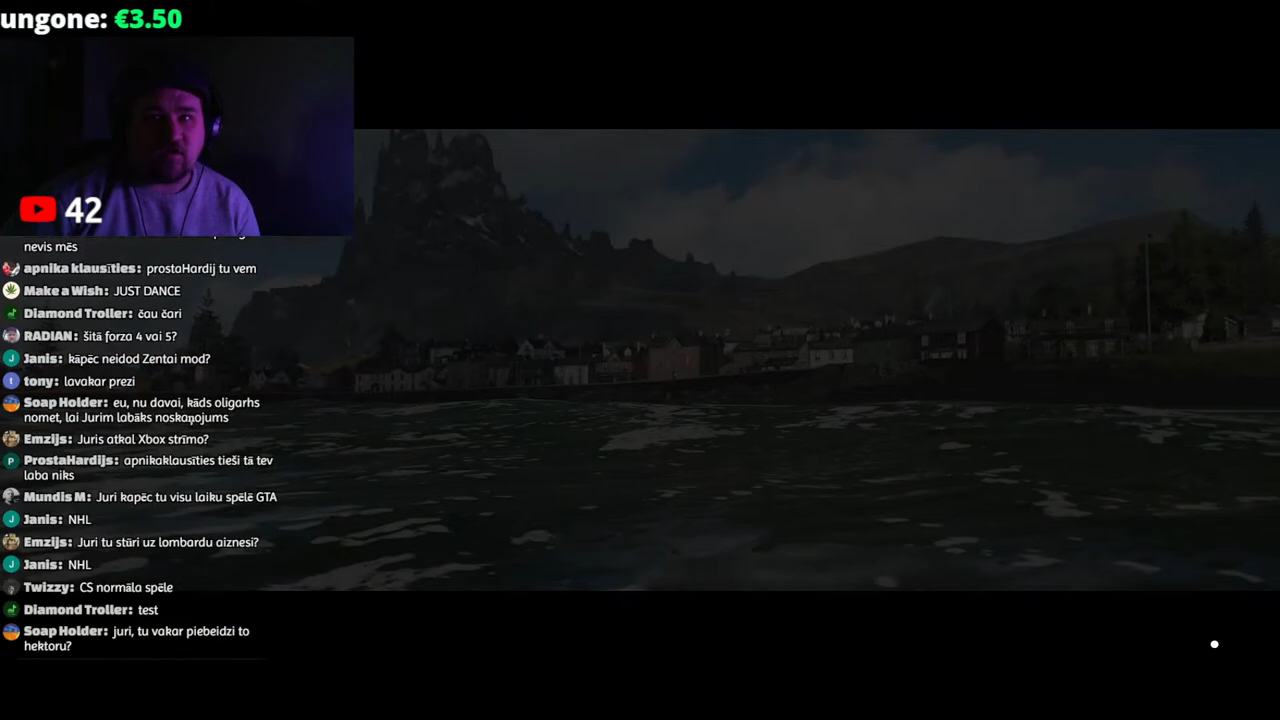 ungone: €3.50
42
nevis mēs
apnika klausīties: prostaHardij tu vem
Make a Wish: JUST DANCE
Diamond Troller: čau čari
RADIAN: šitā forza 4 vai 5?
Janis: kāpēc neidod Zentai mod?
tony: lavakar prezi
Soap Holder: eu, nu davai, kāds oligarhs
nomet, lai Jurim labāks noskaņojums
Emzijs: Juris atkal Xbox strīmo?
ProstaHardijs: apnikaklausīties tieši tā tev
laba niks
Mundis M: Juri kapēc tu visu laiku spēlē GTA
Janis: NHL
Emzijs: Juri tu stūri uz lombardu aiznesi?
Janis: NHL
Twizzy: CS normāla spēle
Diamond Troller: test
Soap Holder: juri, tu vakar piebeidzi to
hektoru?